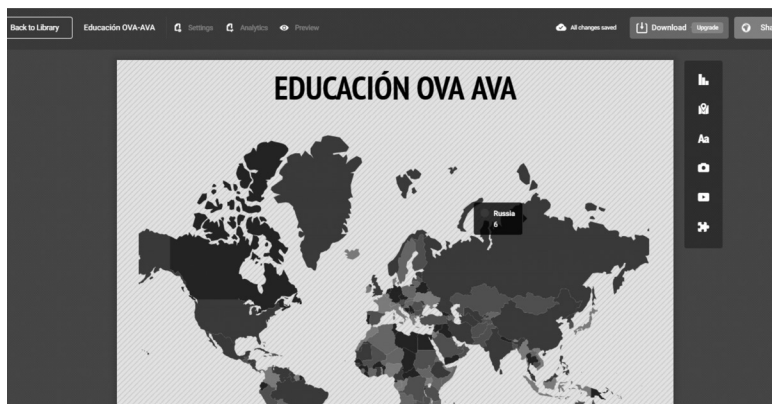 Back to Library
Educación OVA-AVA
Settings
Analytics
Preview
All changes saved
Download
Upgrade
Sha
EDUCACIÓN OVA AVA
Aa
Russia
6